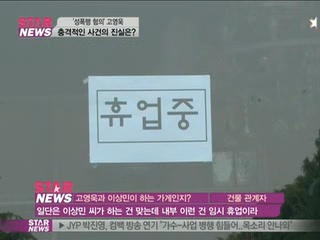 STAR
NEWS
'성폭행 혐의' 고영욱
충격적인 사건의 진실은?
휴업중
STAR
NEWS
고영욱과 이상민이 하는 가게인지? 건물 관계자
일단은 이상민 씨가 하는 건 맞는데 내부 이런 건 임시 휴업이라
STAR
NEWS
▶JYP 박진영, 컴백 방송 연기 "가수-사업 병행 힘들어..목소리 안나와"